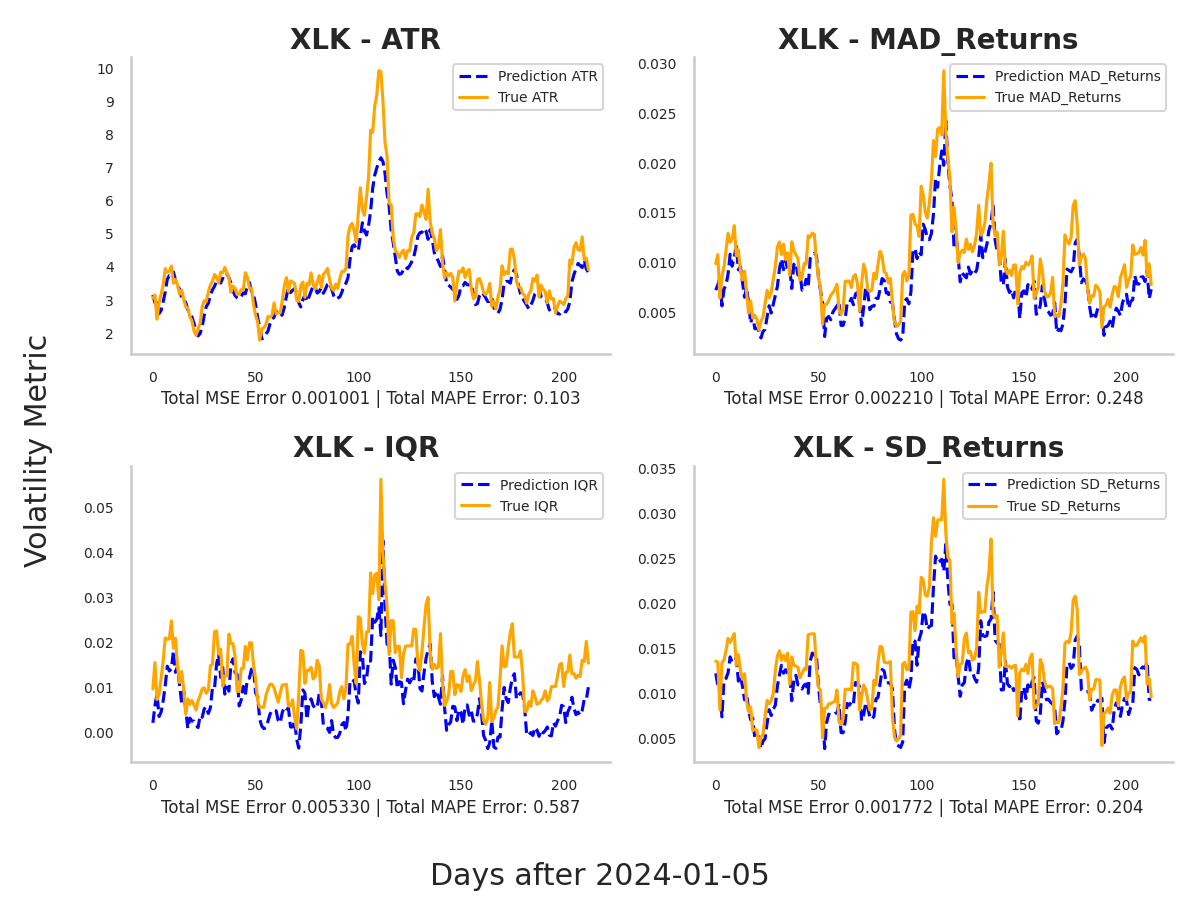 XLK - ATR
10
9
8
7
6
5
4
3
2
Prediction ATR
True ATR
0 50 100 150 200
Total MSE Error 0.001001 | Total MAPE Error: 0.103
XLK - MAD_Returns
0.030
0.025
0.020
0.015
0.010
0.005
Prediction MAD_Returns
True MAD_Returns
0 50 100 150 200
Total MSE Error 0.002210 | Total MAPE Error: 0.248
XLK - IQR
0.05
0.04
0.03
0.02
0.01
0.00
Prediction IQR
True IQR
0 50 100 150 200
Total MSE Error 0.005330 | Total MAPE Error: 0.587
XLK - SD_Returns
0.035
0.030
0.025
0.020
0.015
0.010
0.005
Prediction SD_Returns
True SD_Returns
0 50 100 150 200
Total MSE Error 0.001772 | Total MAPE Error: 0.204
Volatility Metric
Days after 2024-01-05